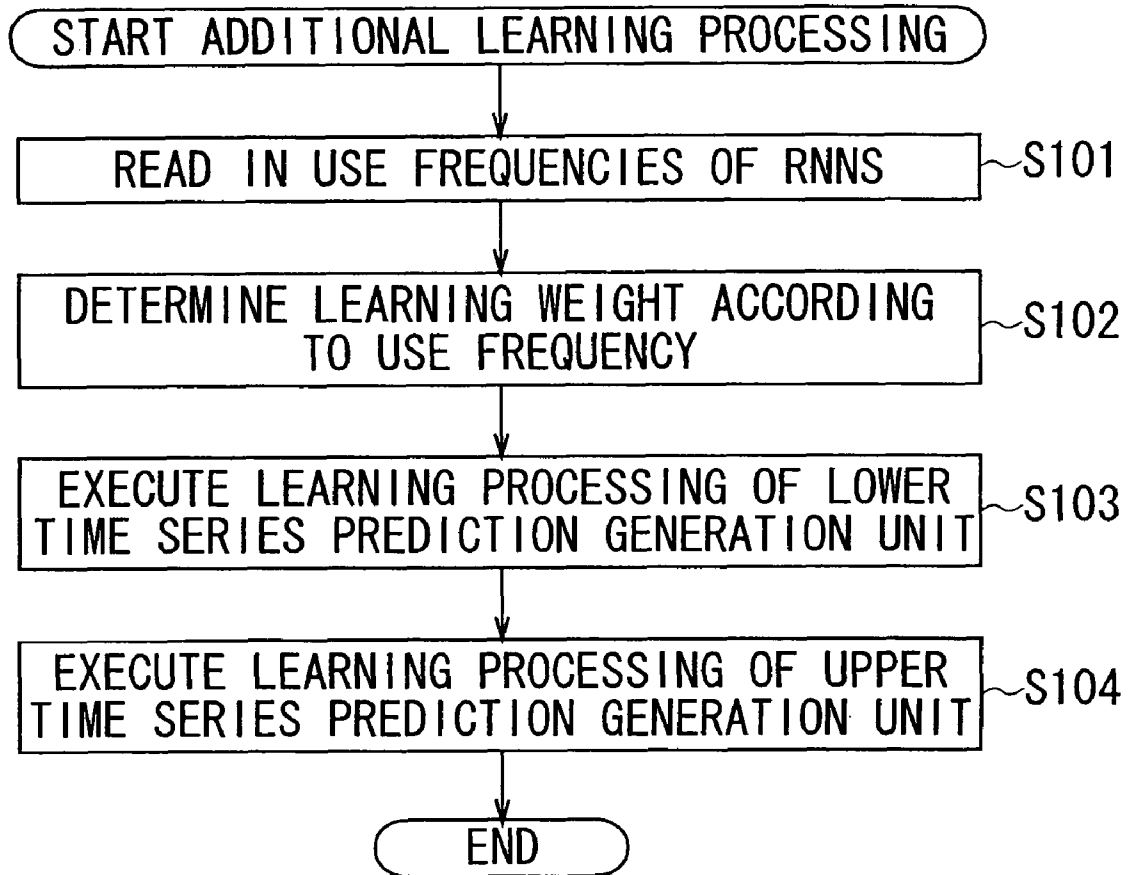 START ADDITIONAL LEARNING PROCESSING
READ IN USE FREQUENCIES OF RNNS
S101
DETERMINE LEARNING WEIGHT ACCORDING
TO USE FREQUENCY
S102
EXECUTE LEARNING PROCESSING OF LOWER
TIME SERIES PREDICTION GENERATION UNIT
S103
EXECUTE LEARNING PROCESSING OF UPPER
TIME SERIES PREDICTION GENERATION UNIT
S104
END